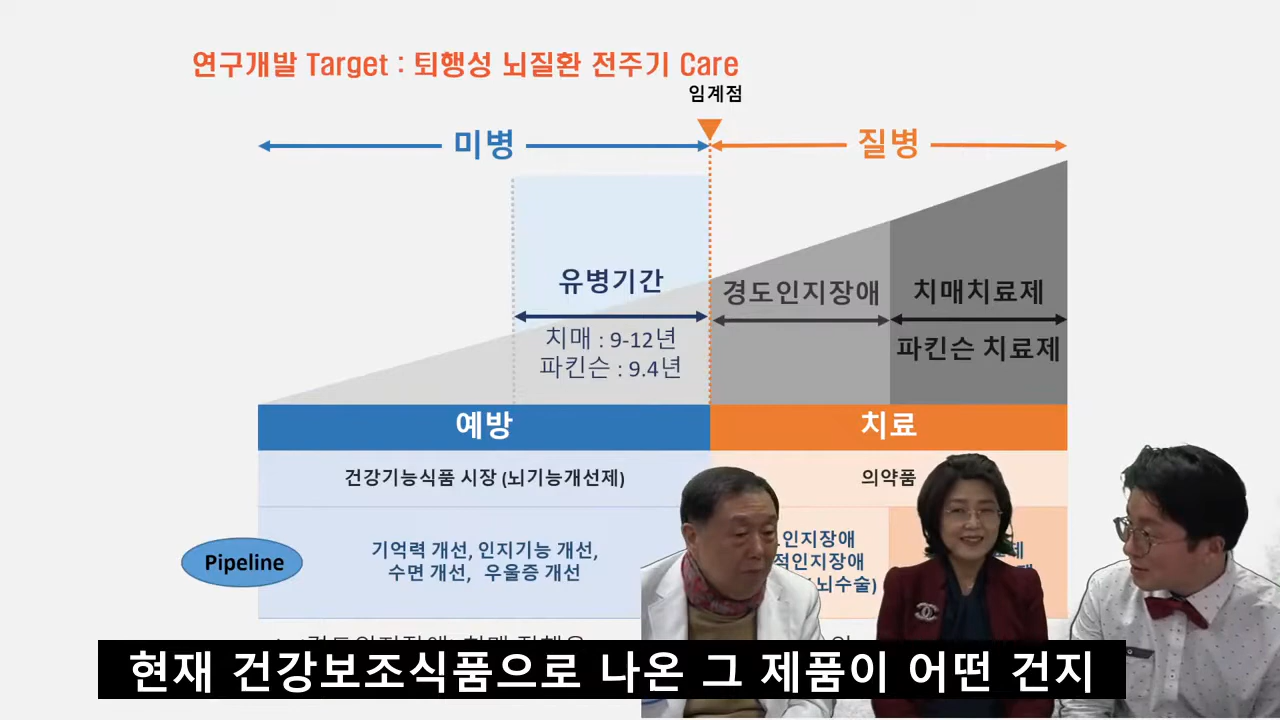 연구개발 Target : 퇴행성 뇌질환 전주기 Care
임계점
미병
질병
유병기간
경도인지장애
치매치료제
치매 : 9-12년
파킨슨 : 9.4년
파킨슨 치료제
예방
치료
건강기능식품 시장 (뇌기능개선제)
의약품
Pipeline
기억력 개선, 인지기능 개선,
수면 개선, 우울증 개선
인지장애
적인지장애
뇌수술)
현재 건강보조식품으로 나온 그 제품이 어떤 건지